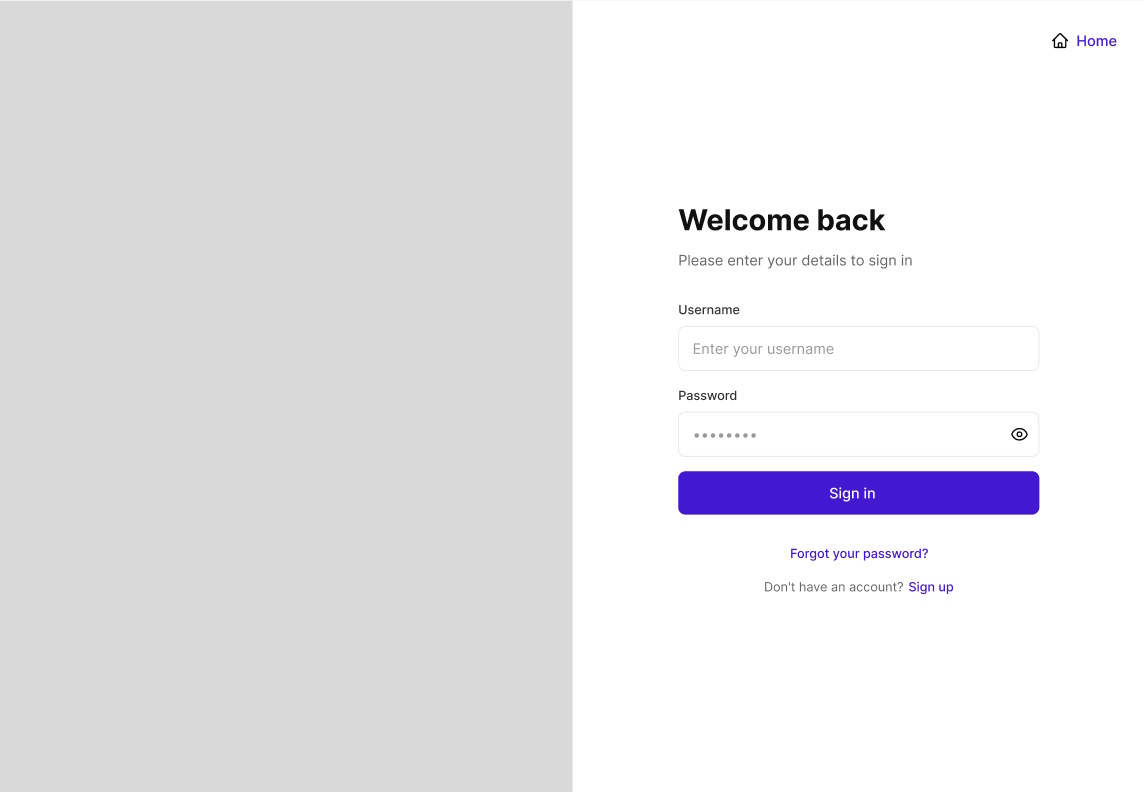 Home
Welcome back
Please enter your details to sign in
Username
Enter your username
Password
••••••••
Sign in
Forgot your password?
Don't have an account? Sign up